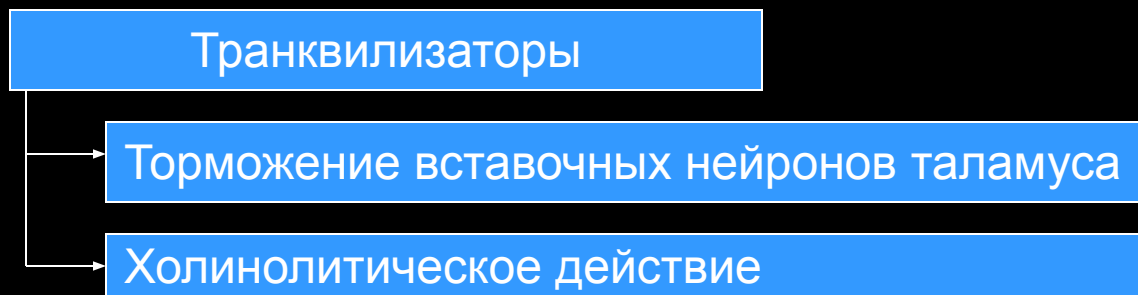 Транквилизаторы
Торможение вставочных нейронов таламуса
Холинолитическое действие